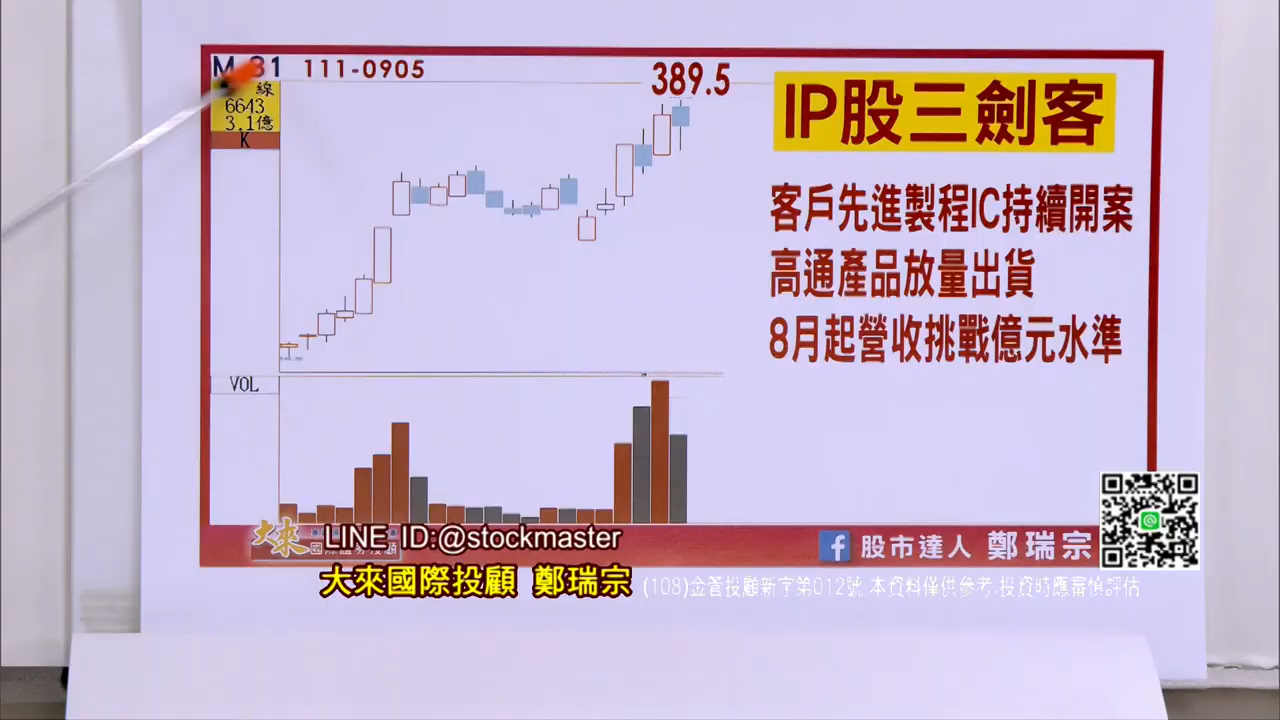 M 31 111-0905
389.5
線
6643
3.1億
K
VOL
IP股三劍客
客戶先進製程IC持續開案
高通產品放量出貨
8月起營收挑戰億元水準
大來
LINE ID:@stockmaster
股市達人 鄭瑞宗
大來國際投顧 鄭瑞宗 (108)金管投顧新字第012號 本資料僅供參考,投資時應審慎評估